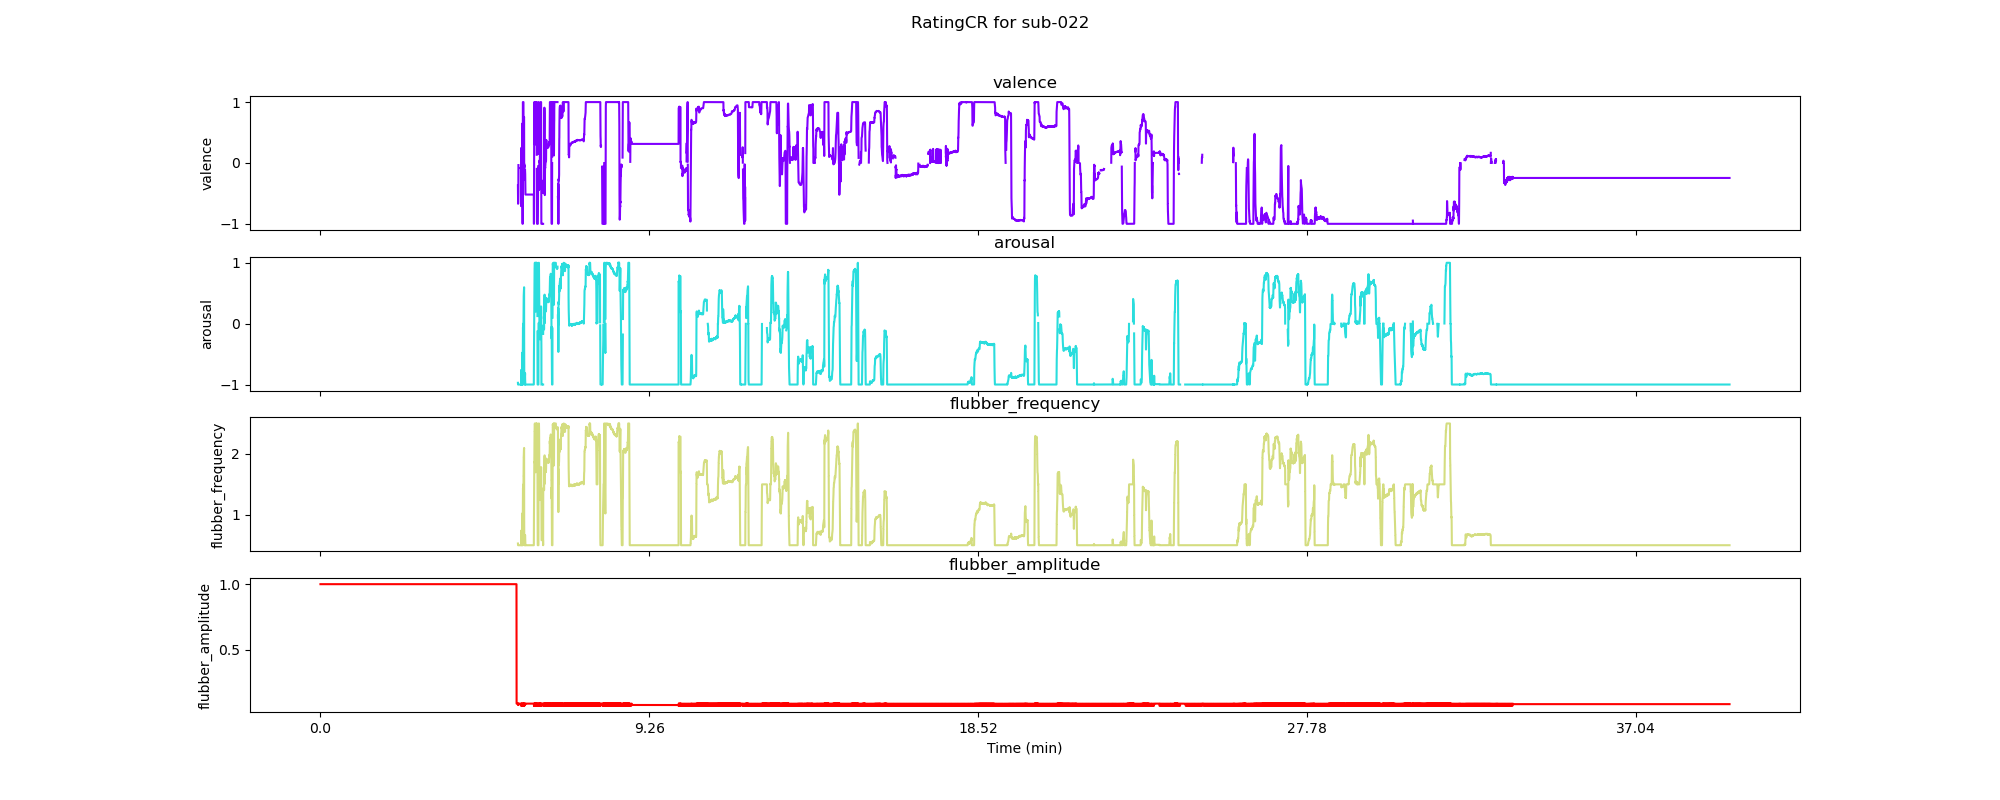 RatingCR for sub-022
valence
valence
1
0
−1
arousal
arousal
1
0
−1
flubber_frequency
flubber_frequency
2
1
flubber_amplitude
flubber_amplitude
1.0
0.5
0.0 9.26 18.52 27.78 37.04
Time (min)